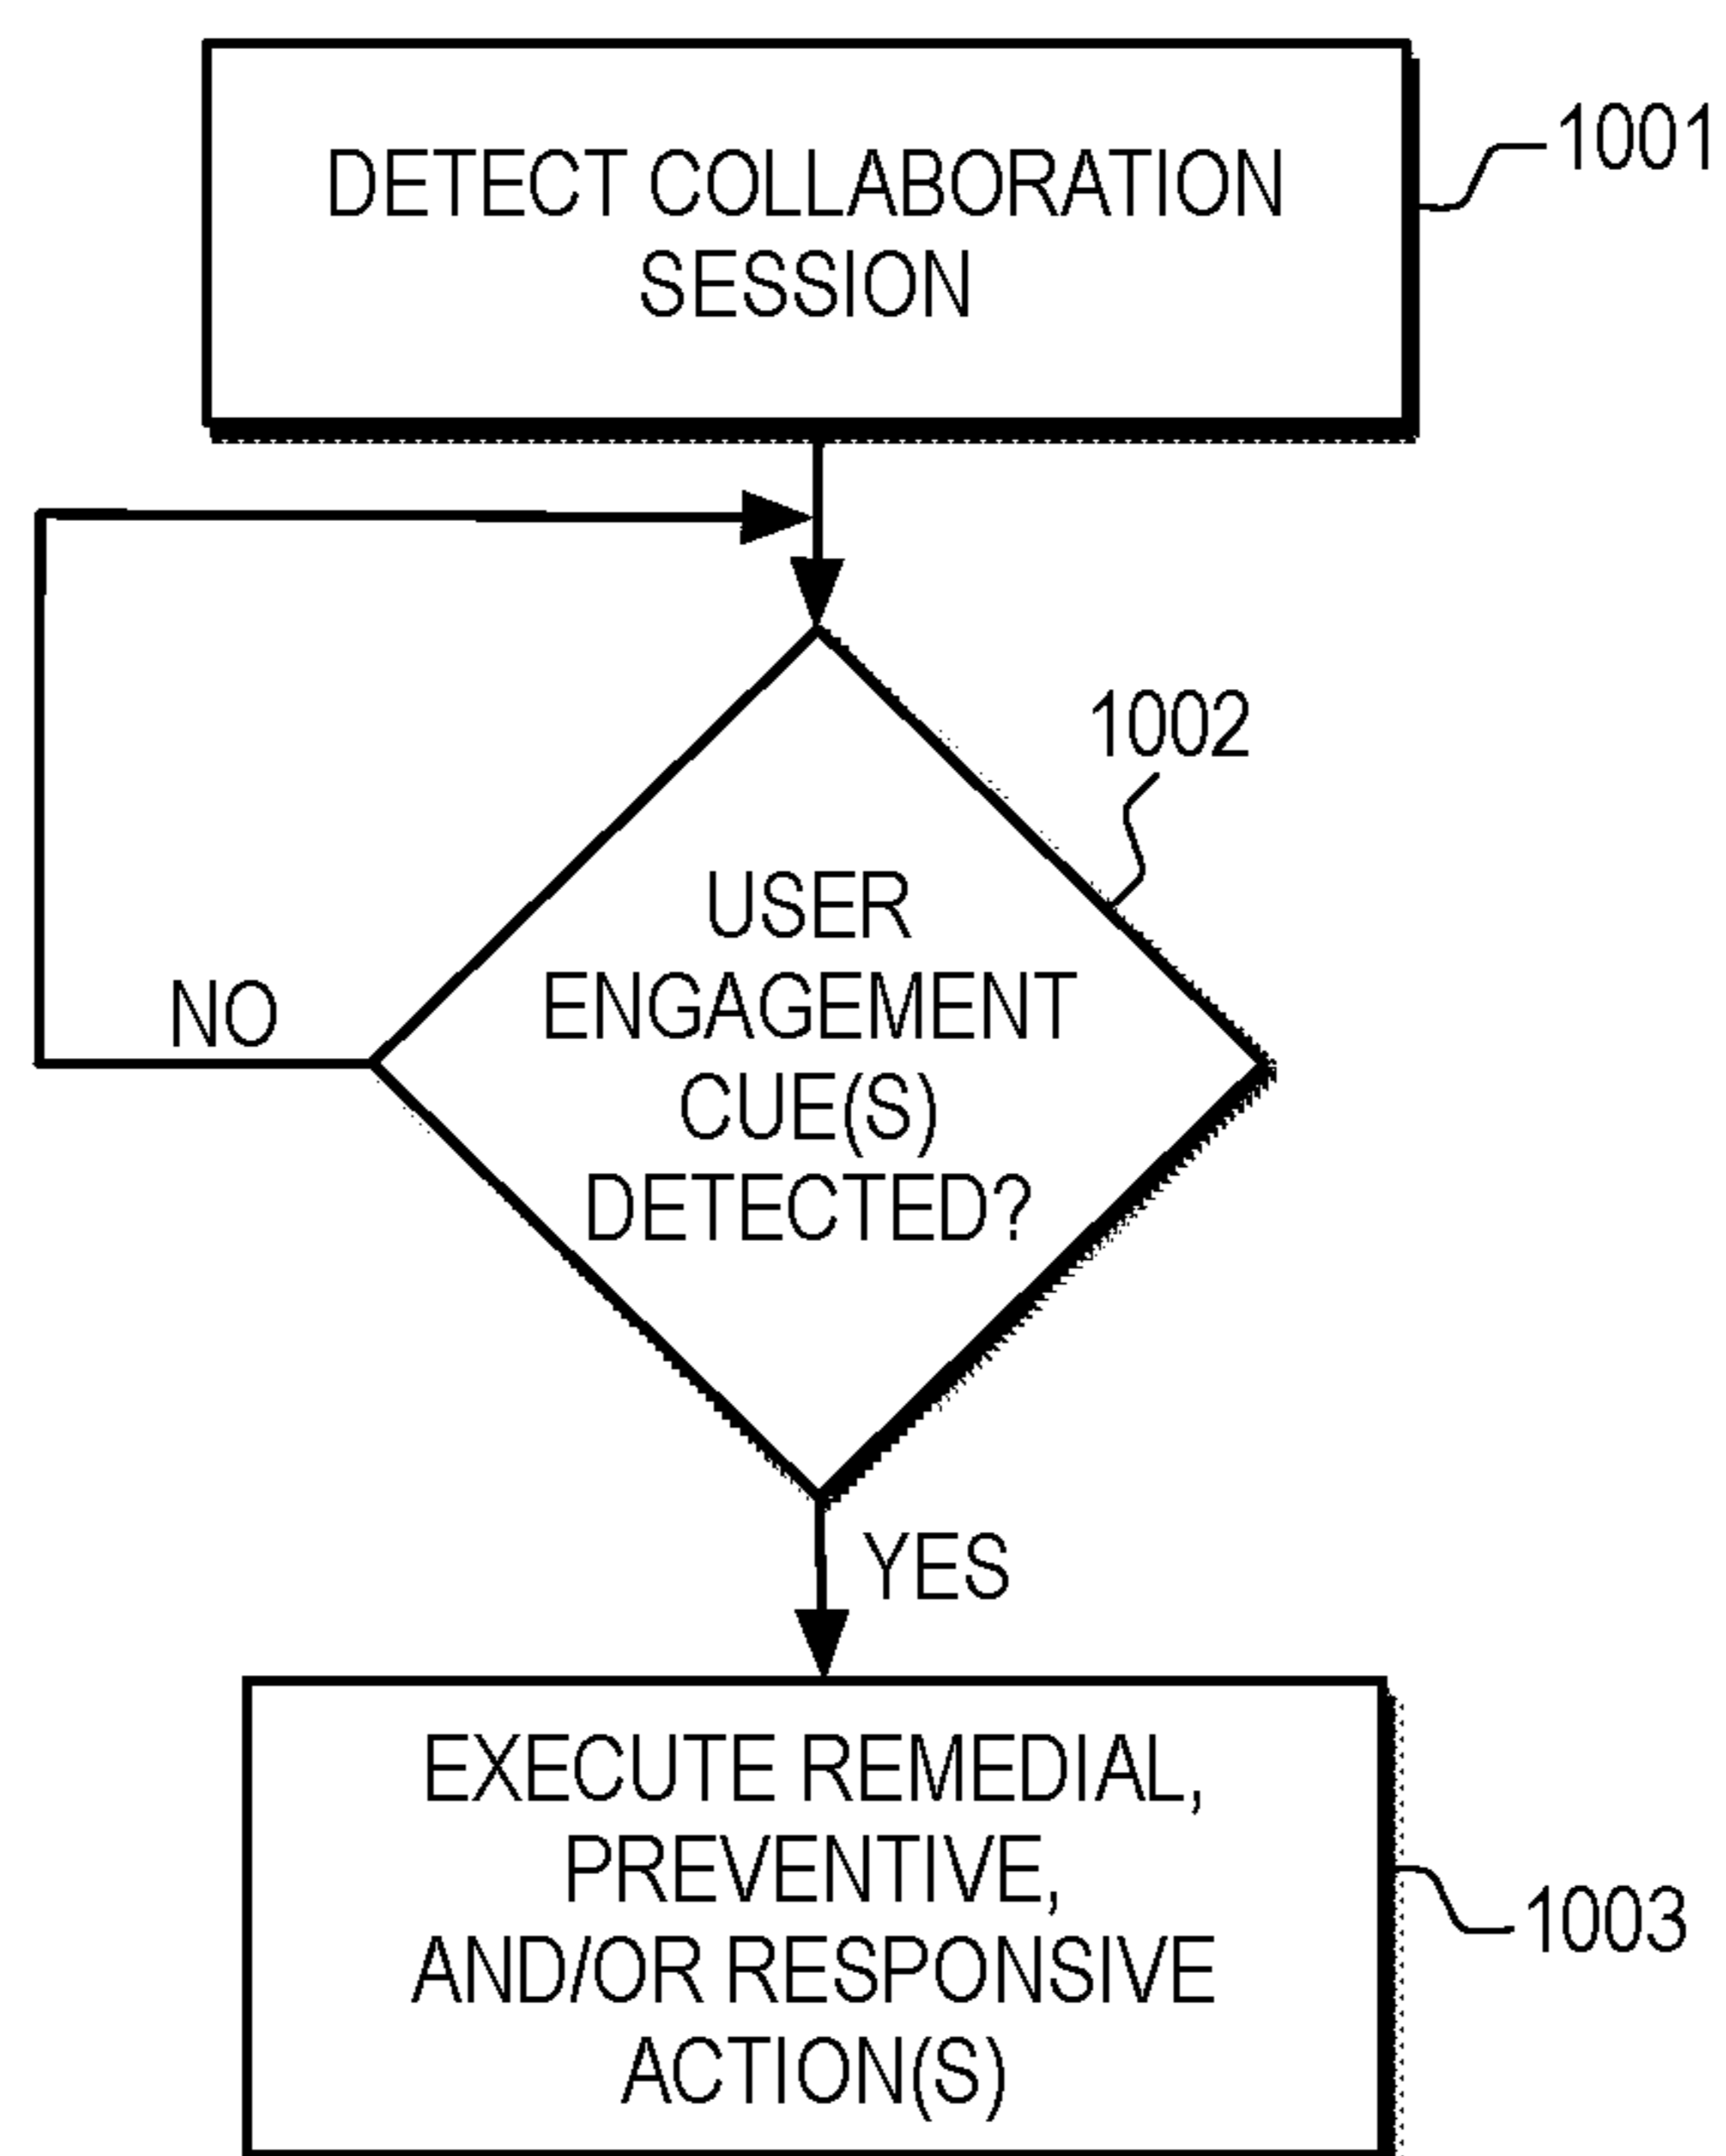 DETECT COLLABORATION
SESSION
1001
1002
USER
ENGAGEMENT
CUE(S)
DETECTED?
NO
YES
EXECUTE REMEDIAL,
PREVENTIVE,
AND/OR RESPONSIVE
ACTION(S)
1003